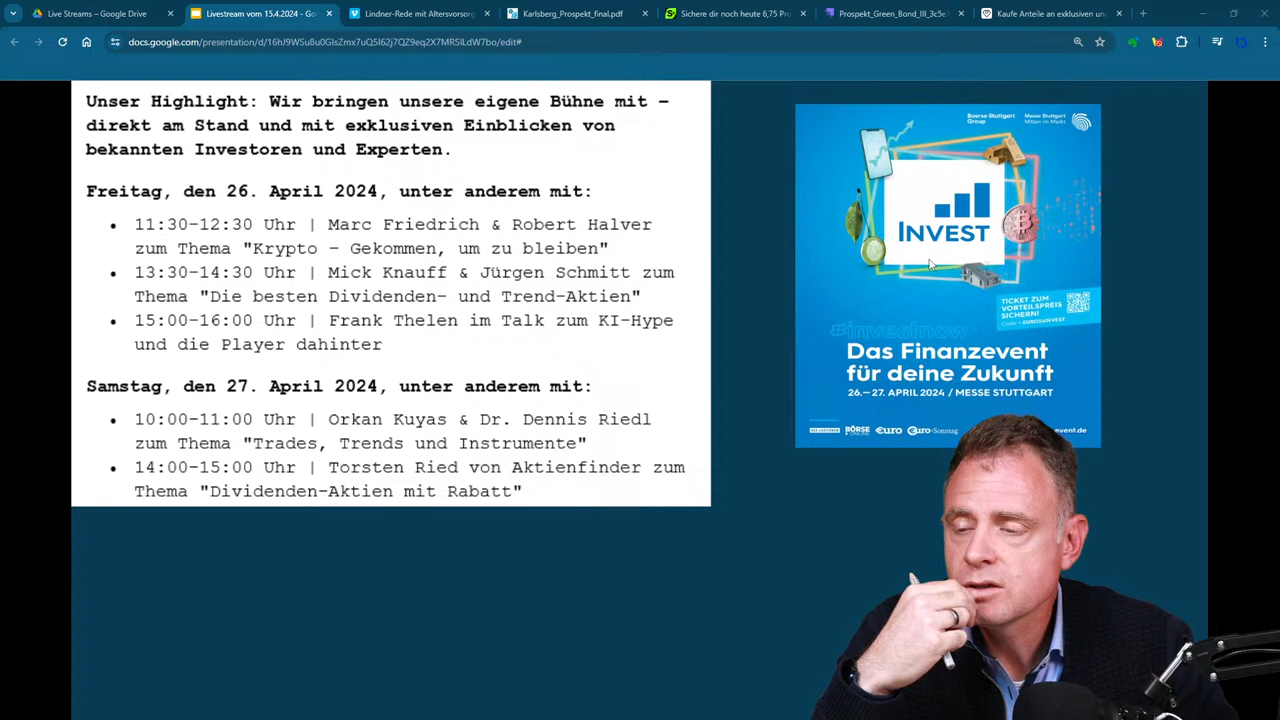 Live Streams – Google Drive
Livestream vom 15.4.2024 - Go
Lindner-Rede mit Altersvorsorg
Karlsberg_Prospekt_final.pdf
Sichere dir noch heute 6,75 Pro
Prospekt_Green_Bond_III_3c5e
Kaufe Anteile an exklusiven un
docs.google.com/presentation/d/16hJ9WSu8u0GIsZmx7uQ5I62j7QZ9eq2X7MRSILdW7bo/edit#
Unser Highlight: Wir bringen unsere eigene Bühne mit –
direkt am Stand und mit exklusiven Einblicken von
bekannten Investoren und Experten.
Freitag, den 26. April 2024, unter anderem mit:
• 11:30-12:30 Uhr | Marc Friedrich & Robert Halver
zum Thema "Krypto – Gekommen, um zu bleiben"
• 13:30-14:30 Uhr | Mick Knauff & Jürgen Schmitt zum
Thema "Die besten Dividenden- und Trend-Aktien"
• 15:00-16:00 Uhr | Frank Thelen im Talk zum KI-Hype
und die Player dahinter
Samstag, den 27. April 2024, unter anderem mit:
• 10:00-11:00 Uhr | Orkan Kuyas & Dr. Dennis Riedl
zum Thema "Trades, Trends und Instrumente"
• 14:00-15:00 Uhr | Torsten Ried von Aktienfinder zum
Thema "Dividenden-Aktien mit Rabatt"
Boerse Stuttgart
Group
Messe Stuttgart
Mitten im Markt
INVEST
TICKET ZUM
VORTEILSPREIS
SICHERN!
Code
#investnow
Das Finanzevent
für deine Zukunft
26.– 27. APRIL 2024 / MESSE STUTTGART
BÖRSE
ONLINE
€uro
€uro am Sonntag
event.de